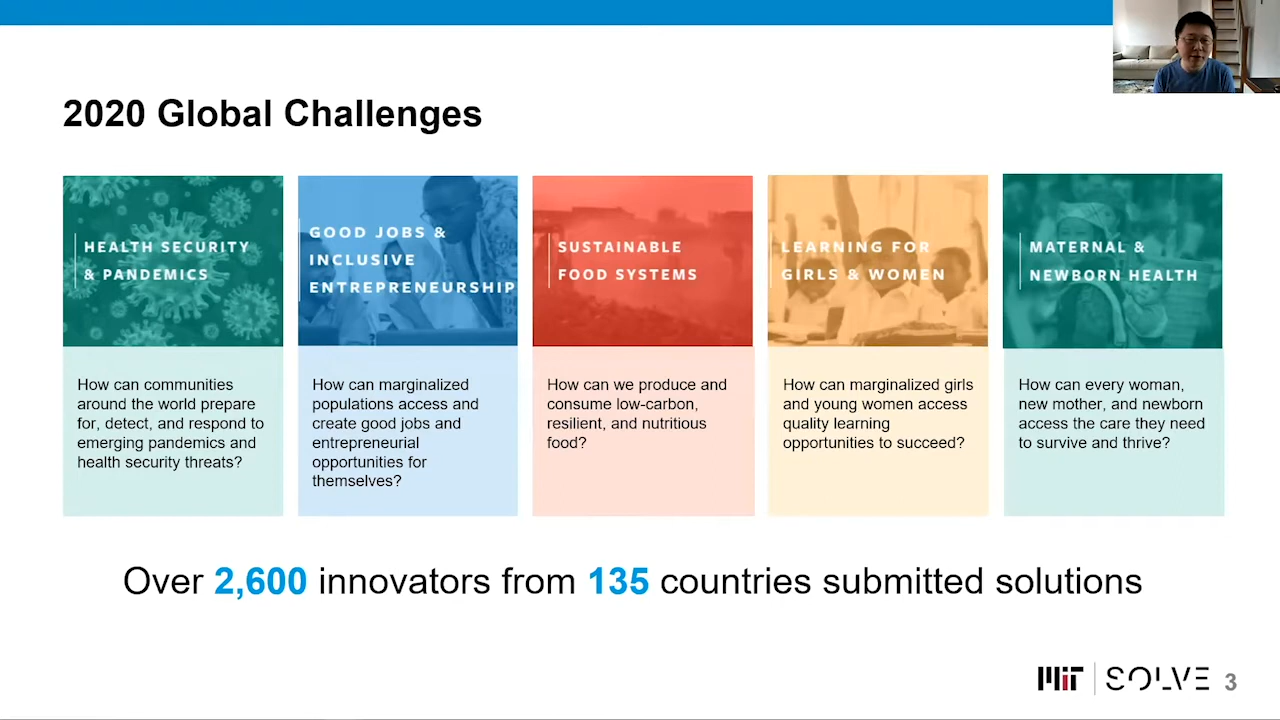 2020 Global Challenges
HEALTH SECURITY
& PANDEMICS
How can communities
around the world prepare
for, detect, and respond to
emerging pandemics and
health security threats?
GOOD JOBS &
INCLUSIVE
ENTREPRENEURSHIP
How can marginalized
populations access and
create good jobs and
entrepreneurial
opportunities for
themselves?
SUSTAINABLE
FOOD SYSTEMS
How can we produce and
consume low-carbon,
resilient, and nutritious
food?
LEARNING FOR
GIRLS & WOMEN
How can marginalized girls
and young women access
quality learning
opportunities to succeed?
MATERNAL &
NEWBORN HEALTH
How can every woman,
new mother, and newborn
access the care they need
to survive and thrive?
Over 2,600 innovators from 135 countries submitted solutions
MIT SOLVE 3